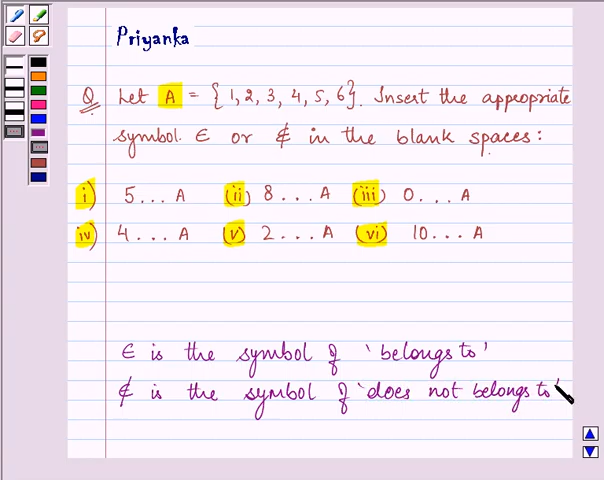 Priyanka
Q Let A = { 1, 2, 3, 4, 5, 6}. Insert the appropriate
symbol ∈ or ∉ in the blank spaces :
i) 5... A (ii) 8... A (iii) 0... A
iv) 4... A (v) 2... A (vi) 10... A
∈ is the symbol of 'belongs to'
∉ is the symbol of 'does not belongs to'